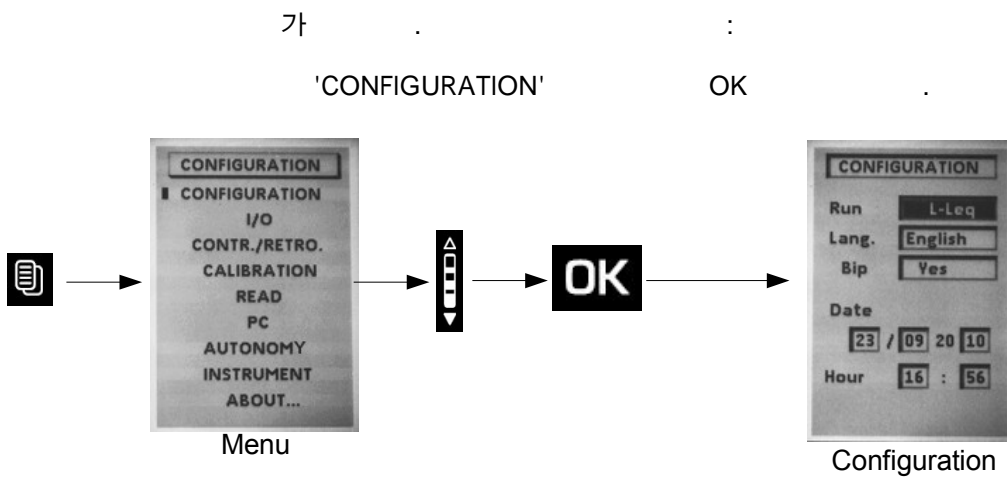 가 . :
'CONFIGURATION' OK .
CONFIGURATION
CONFIGURATION
I/O
CONTR./RETRO.
CALIBRATION
READ
PC
AUTONOMY
INSTRUMENT
ABOUT...
Menu
OK
CONFIGURATION
Run L-Leq
Lang. English
Bip Yes
Date
23 / 09 20 10
Hour 16 : 56
Configuration